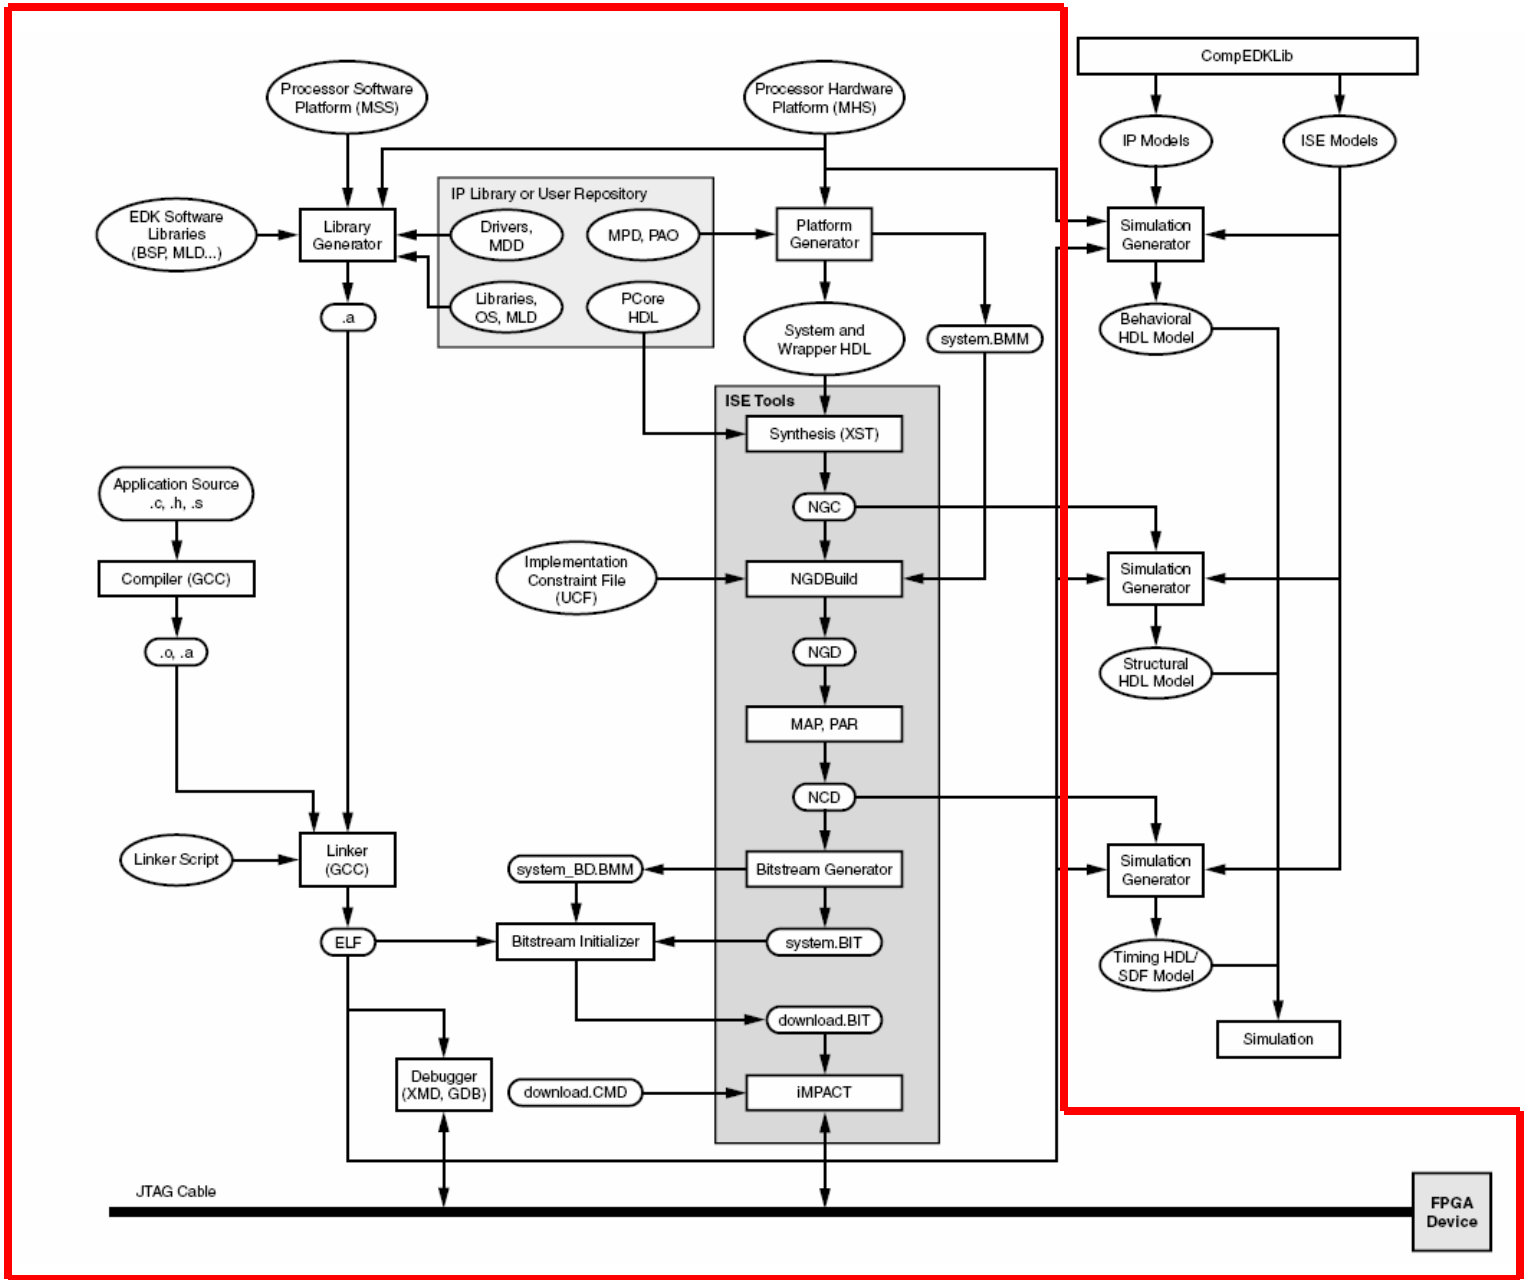 CompEDKLib
Processor Software
Platform (MSS)
Processor Hardware
Platform (MHS)
IP Models
ISE Models
IP Library or User Repository
EDK Software
Libraries
(BSP, MLD...)
Library
Generator
Drivers,
MDD
MPD, PAO
Platform
Generator
Simulation
Generator
.a
Libraries,
OS, MLD
PCore
HDL
System and
Wrapper HDL
system.BMM
Behavioral
HDL Model
ISE Tools
Synthesis (XST)
Application Source
.c, .h, .s
NGC
Compiler (GCC)
Implementation
Constraint File
(UCF)
NGDBuild
Simulation
Generator
.o, .a
NGD
Structural
HDL Model
MAP, PAR
NCD
Linker Script
Linker
(GCC)
system_BD.BMM
Bitstream Generator
Simulation
Generator
ELF
Bitstream Initializer
system.BIT
Timing HDL/
SDF Model
download.BIT
Simulation
Debugger
(XMD, GDB)
download.CMD
iMPACT
JTAG Cable
FPGA
Device